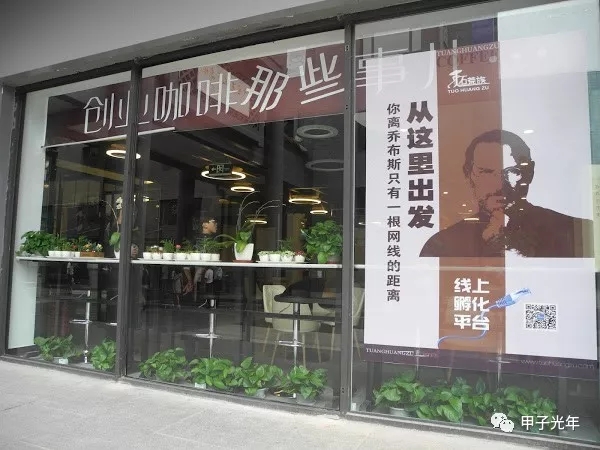 创业咖啡那些事儿
TUANGHUANGZU
COFFEE
拓荒族
TUO HUANG ZU
从这里出发
你离乔布斯只有一根网线的距离
线上
孵化
平台
TUANGHUANGZU
甲子光年